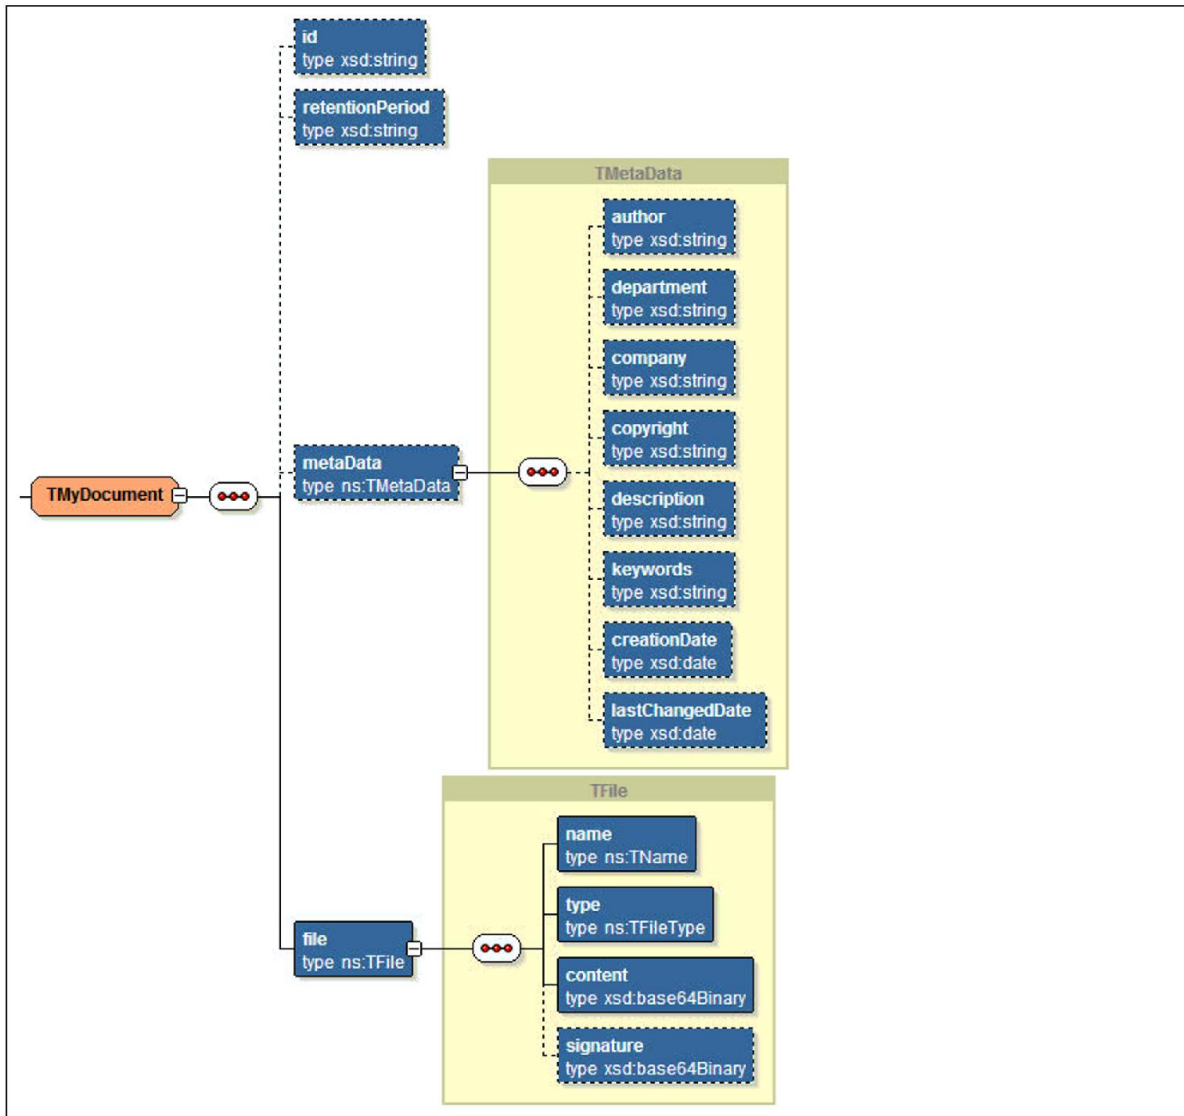 id
type xsd:string
retentionPeriod
type xsd:string
TMetaData
author
type xsd:string
department
type xsd:string
company
type xsd:string
copyright
type xsd:string
metaData
type ns:TMetaData
TMyDocument
description
type xsd:string
keywords
type xsd:string
creationDate
type xsd:date
lastChangedDate
type xsd:date
TFile
name
type ns:TName
type
type ns:TFileType
file
type ns:TFile
content
type xsd:base64Binary
signature
type xsd:base64Binary